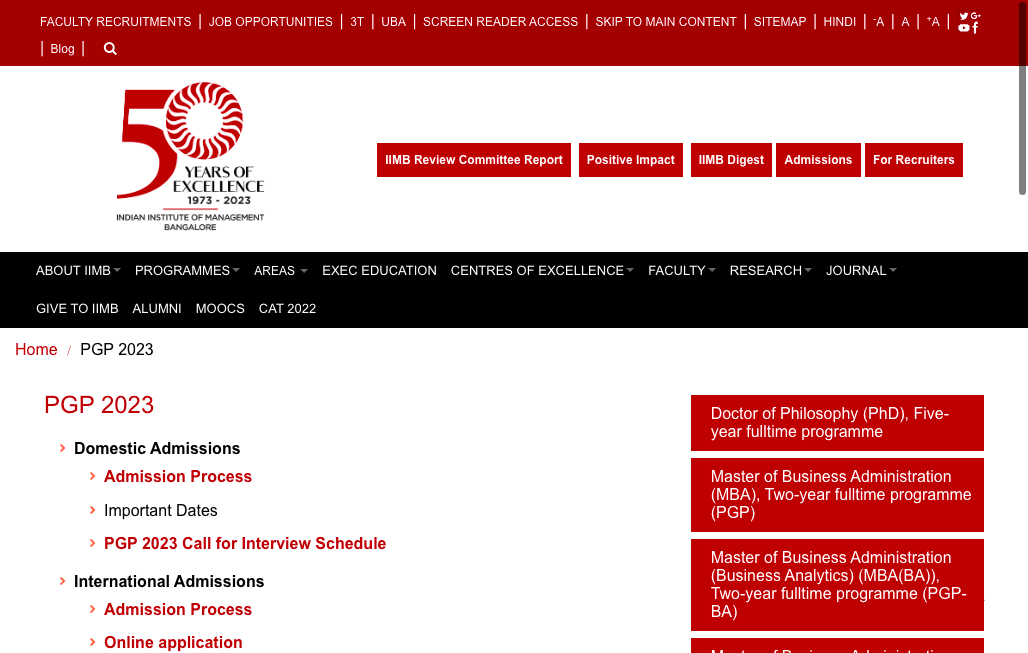 FACULTY RECRUITMENTS | JOB OPPORTUNITIES | 3T | UBA | SCREEN READER ACCESS | SKIP TO MAIN CONTENT | SITEMAP | HINDI | -A | A | +A |
| Blog |
50
YEARS OF
EXCELLENCE
1973 - 2023
INDIAN INSTITUTE OF MANAGEMENT
BANGALORE
IIMB Review Committee Report Positive Impact IIMB Digest Admissions For Recruiters
ABOUT IIMB PROGRAMMES AREAS EXEC EDUCATION CENTRES OF EXCELLENCE FACULTY RESEARCH JOURNAL
GIVE TO IIMB ALUMNI MOOCS CAT 2022
Home / PGP 2023
PGP 2023
Domestic Admissions
Admission Process
Important Dates
PGP 2023 Call for Interview Schedule
International Admissions
Admission Process
Online application
Doctor of Philosophy (PhD), Five-
year fulltime programme
Master of Business Administration
(MBA), Two-year fulltime programme
(PGP)
Master of Business Administration
(Business Analytics) (MBA(BA)),
Two-year fulltime programme (PGP-
BA)